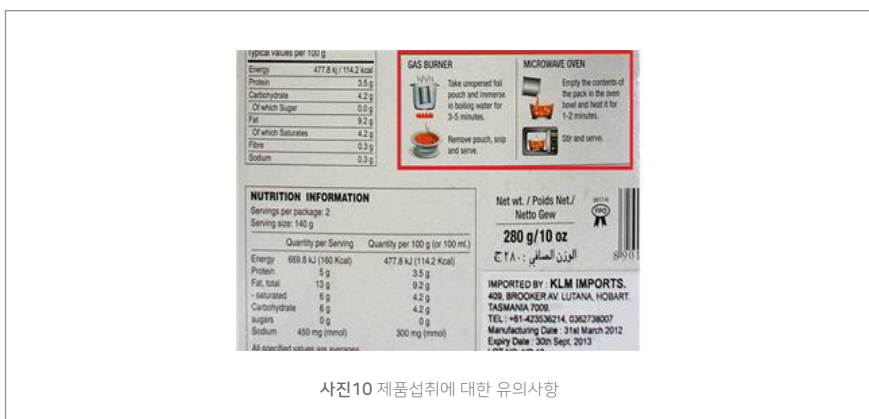 Typical values per 100 g
Energy 477.8 kj / 114.2 kcal
Protein 3.5 g
Carbohydrate 4.2 g
Of which Sugar 0.0 g
Fat 9.2 g
Of which Saturates 4.2 g
Fibre 0.3 g
Sodium 0.3 g
GAS BURNER
Take unopened foil
pouch and immerse
in boiling water for
3-5 minutes.
Remove pouch, snip
and serve.
MICROWAVE OVEN
Empty the contents of
the pack in the oven
bowl and heat it for
1-2 minutes.
Stir and serve.
NUTRITION INFORMATION
Servings per package: 2
Serving size: 140 g
Quantity per Serving Quantity per 100 g (or 100 ml.)
Energy 669.8 kJ (160 Kcal) 477.8 kJ (114.2 Kcal)
Protein 5 g 3.5 g
Fat, total 13 g 9.2 g
- saturated 6 g 4.2 g
Carbohydrate 6 g 4.2 g
sugars 0 g 0 g
Sodium 450 mg (mmol) 300 mg (mmol)
All specified values are averages
Net wt. / Poids Net./
Netto Gew
280 g/10 oz
الوزن الصافي : ٢٨٠ج
PPQ
8901
IMPORTED BY : KLM IMPORTS.
409, BROOKER AV. LUTANA, HOBART.
TASMANIA 7009.
TEL : +61-423536214, 0362738007
Manufacturing Date : 31st March 2012
Expiry Date : 30th Sept. 2013
사진10 제품섭취에 대한 유의사항